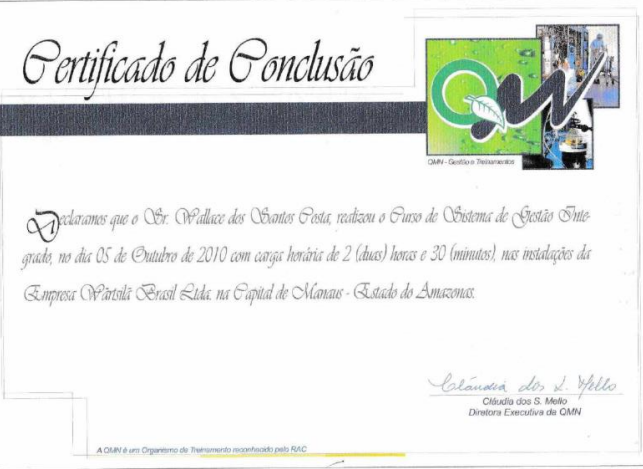 Certificado de Conclusão
QMN - Gestão e Treinamentos
Declaramos que o Sr. Wallace dos Santos Costa, realizou o Curso de Sistema de Gestão Inte-
grado, no dia 05 de Outubro de 2010 com carga horária de 2 (duas) horas e 30 (minutos), nas instalações da
Empresa Wärtsilä Brasil Ltda. na Capital de Manaus - Estado do Amazonas.
Cláudia dos S. Mello
Cláudia dos S. Mello
Diretora Executiva da QMN
A QMN é um Organismo de Treinamento reconhecido pelo RAC